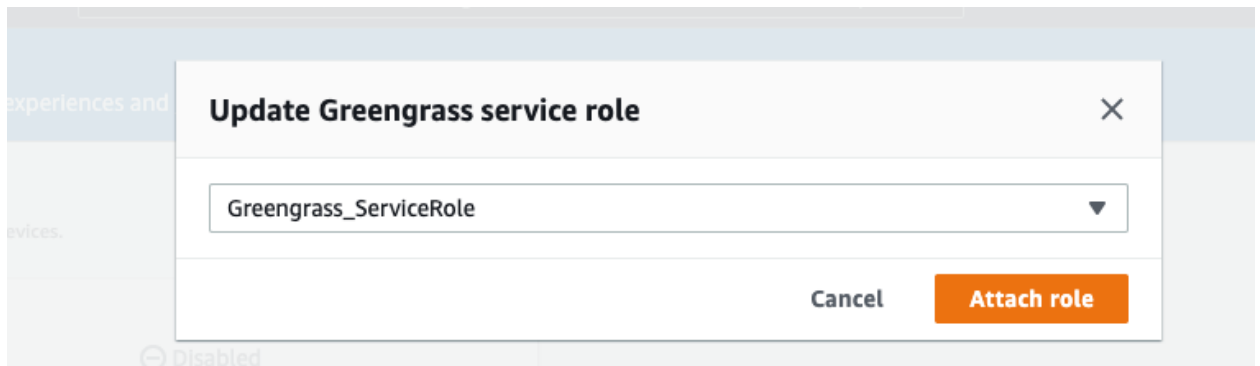 experiences and
Update Greengrass service role
Greengrass_ServiceRole
evices.
Cancel
Attach role
Disabled